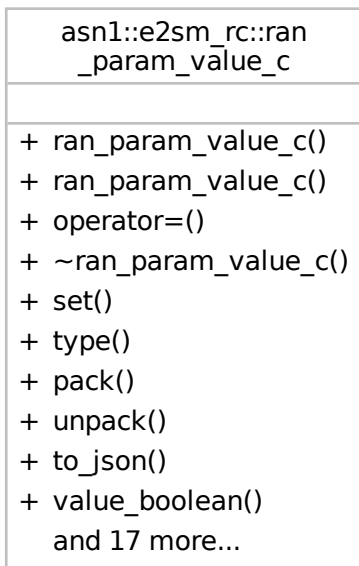 asn1::e2sm_rc::ran
_param_value_c
+ ran_param_value_c()
+ ran_param_value_c()
+ operator=()
+ ~ran_param_value_c()
+ set()
+ type()
+ pack()
+ unpack()
+ to_json()
+ value_boolean()
and 17 more...